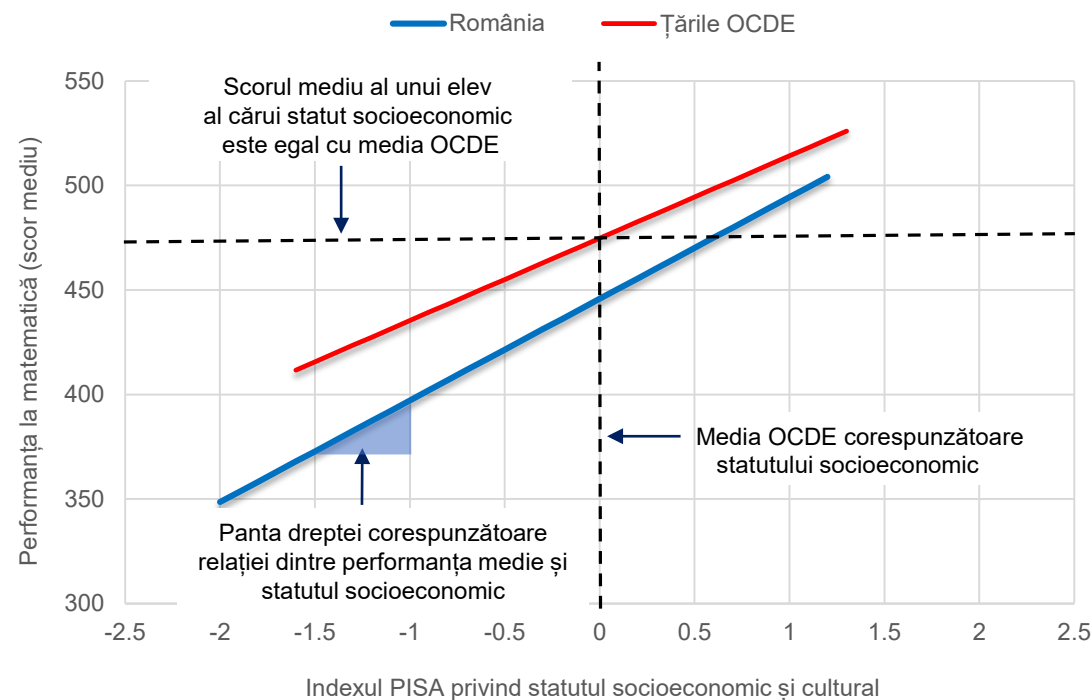 România
Țările OCDE
550
500
450
400
350
300
Performanța la matematică (scor mediu)
Scorul mediu al unui elev
al cărui statut socioeconomic
este egal cu media OCDE
Media OCDE corespunzătoare
statutului socioeconomic
Panta dreptei corespunzătoare
relației dintre performanța medie și
statutul socioeconomic
-2.5
-2
-1.5
-1
-0.5
0
0.5
1
1.5
2
2.5
Indexul PISA privind statutul socioeconomic și cultural